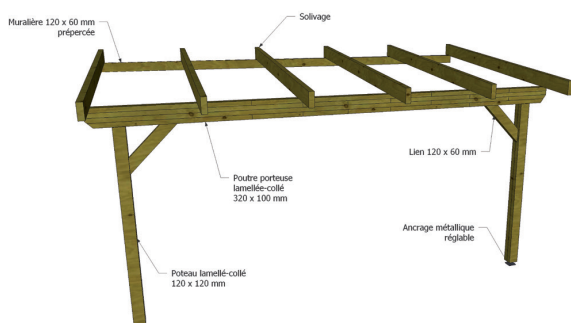 Muralière 120 x 60 mm
prépercée
Solivage
Lien 120 x 60 mm
Poutre porteuse
lamellée-collé
320 x 100 mm
Ancrage métallique
réglable
Poteau lamellé-collé
120 x 120 mm